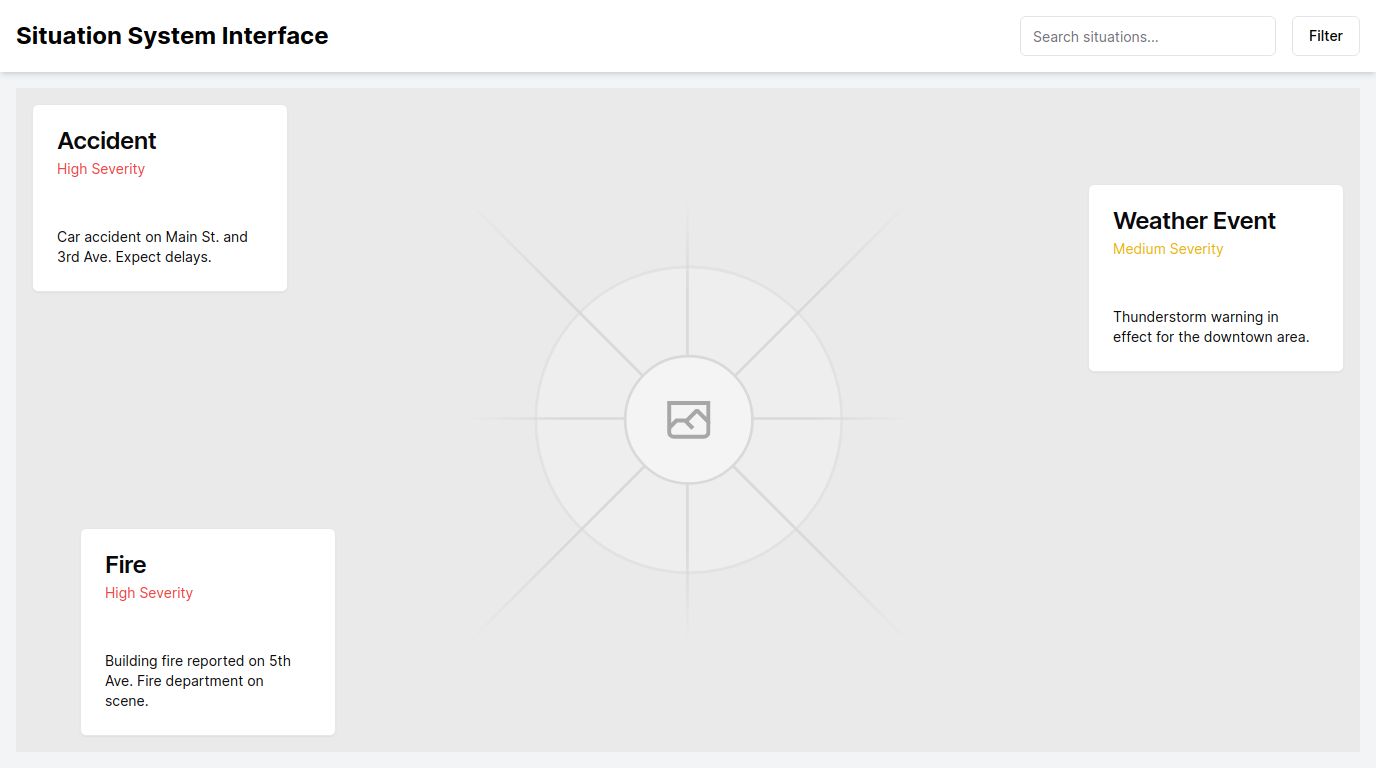 Situation System Interface
Search situations...
Filter
Accident
High Severity
Car accident on Main St. and
3rd Ave. Expect delays.
Weather Event
Medium Severity
Thunderstorm warning in
effect for the downtown area.
Fire
High Severity
Building fire reported on 5th
Ave. Fire department on
scene.